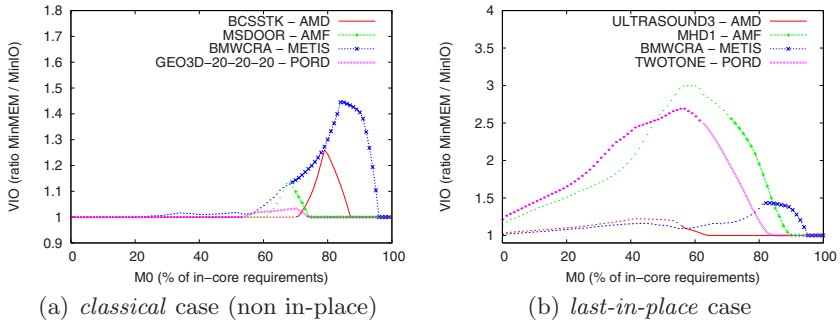 VIO (ratio MinMEM / MinIO)
1.8
1.7
1.6
1.5
1.4
1.3
1.2
1.1
1
0.9
BCSSTK – AMD
MSDOOR – AMF
BMWCRA – METIS
GEO3D–20–20–20 – PORD
0 20 40 60 80 100
M0 (% of in–core requirements)
(a) classical case (non in-place)
VIO (ratio MinMEM / MinIO)
4
3.5
3
2.5
2
1.5
1
ULTRASOUND3 – AMD
MHD1 – AMF
BMWCRA – METIS
TWOTONE – PORD
0 20 40 60 80 100
M0 (% of in–core requirements)
(b) last-in-place case